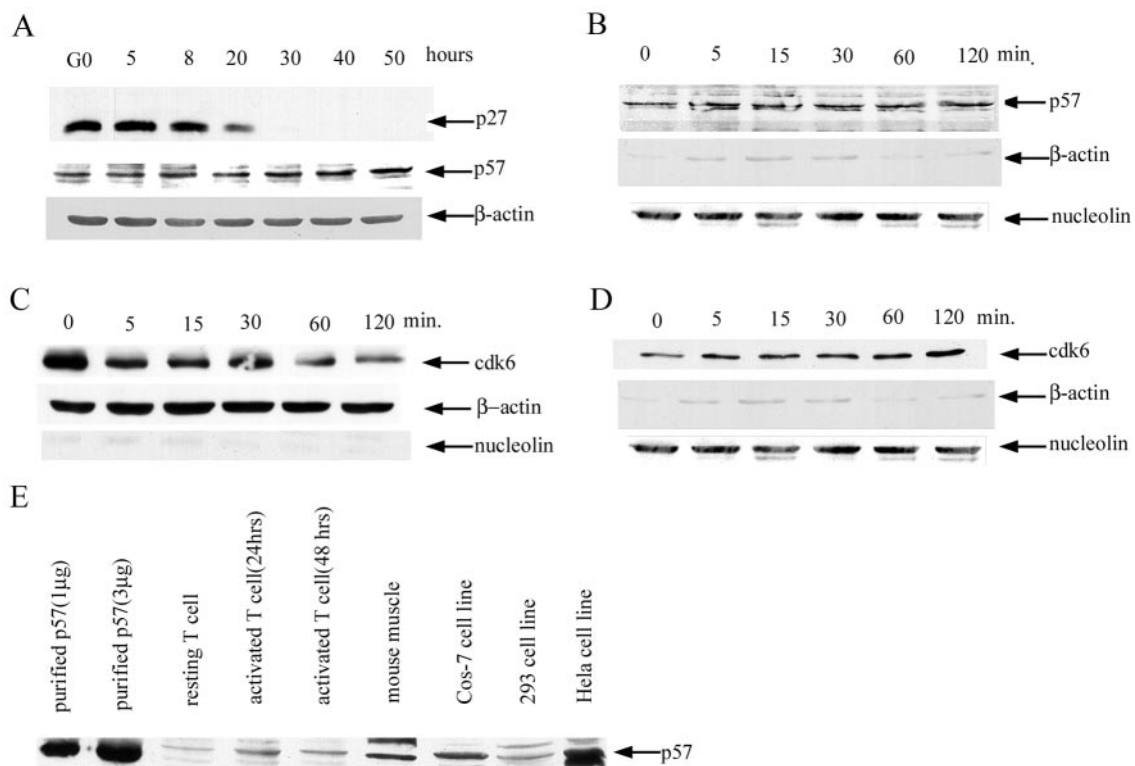 A
G0 5 8 20 30 40 50 hours
p27
p57
β-actin
B
0 5 15 30 60 120 min.
p57
β-actin
nucleolin
C
0 5 15 30 60 120 min.
cdk6
β–actin
nucleolin
D
0 5 15 30 60 120 min.
cdk6
β-actin
nucleolin
E
purified p57(1µg)
purified p57(3µg)
resting T cell
activated T cell(24hrs)
activated T cell(48 hrs)
mouse muscle
Cos-7 cell line
293 cell line
Hela cell line
p57